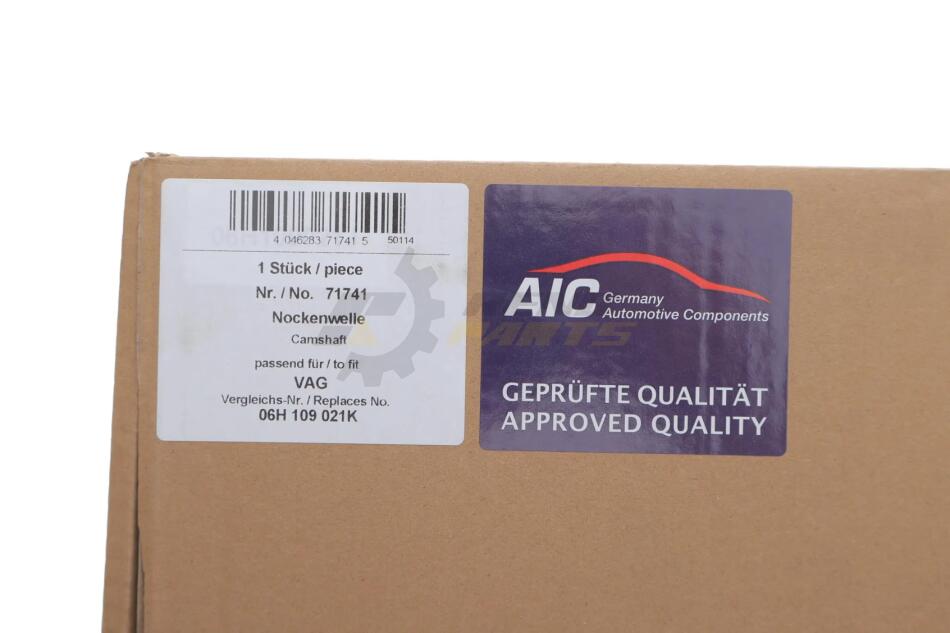 4 046283 71741 5 50114
1 Stück / piece
Nr. / No. 71741
Nockenwelle
Camshaft
passend für / to fit
VAG
Vergleichs-Nr. / Replaces No.
06H 109 021K
AIC Germany
Automotive Components
GEPRÜFTE QUALITÄT
APPROVED QUALITY
PARTS